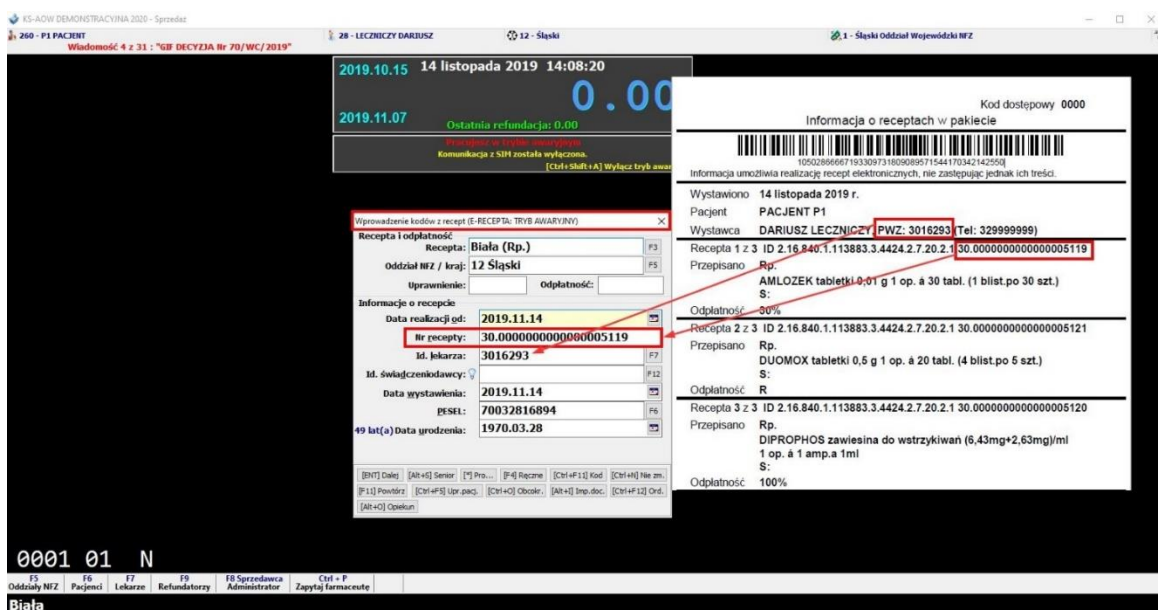 KS-AOW DEMONSTRACYJNA 2020 - Sprzedaż
260 - P1 PACJENT
28 - LECZNICZY DARIUSZ
12 - Śląski
1 - Śląski Oddział Wojewódzki NFZ
Wiadomość 4 z 31 : "GIF DECYZJA Nr 70/WC/2019"
2019.10.15 14 listopada 2019 14:08:20
0.00
2019.11.07
Ostatnia refundacja: 0.00
Pracujesz w trybie awaryjnym
Komunikacja z SIM została wyłączona.
[Ctrl+Shift+A] Wyłącz tryb awar
Wprowadzenie kodów z recept (E-RECEPTA: TRYB AWARYJNY)
Recepta i odpłatność
Recepta: Biała (Rp.) F3
Oddział NFZ / kraj: 12 Śląski F5
Uprawnienie: Odpłatność:
Informacje o recepcie
Data realizacji od: 2019.11.14
Nr recepty: 30.0000000000000005119
Id. lekarza: 3016293 F7
Id. świadczeniodawcy: F12
Data wystawienia: 2019.11.14
PESEL: 70032816894 F6
49 lat(a) Data urodzenia: 1970.03.28
[ENT] Dalej [Alt+S] Senior [*] Pro... [F4] Ręczne [Ctrl+F11] Kod [Ctrl+N] Nie zm.
[F11] Powtórz [Ctrl+F5] Upr.pacj. [Ctrl+O] Obcokr. [Alt+I] Imp.doc. [Ctrl+F12] Ord.
[Alt+O] Opiekun
Kod dostępowy 0000
Informacja o receptach w pakiecie
10502866667193309731809089571544170342142550
Informacja umożliwia realizację recept elektronicznych, nie zastępując jednak ich treści.
Wystawiono 14 listopada 2019 r.
Pacjent PACJENT P1
Wystawca DARIUSZ LECZNICZY, PWZ: 3016293 (Tel: 329999999)
Recepta 1 z 3 ID 2.16.840.1.113883.3.4424.2.7.20.2.1 30.0000000000000005119
Przepisano Rp.
AMLOZEK tabletki 0,01 g 1 op. á 30 tabl. (1 blist.po 30 szt.)
S:
Odpłatność 30%
Recepta 2 z 3 ID 2.16.840.1.113883.3.4424.2.7.20.2.1 30.0000000000000005121
Przepisano Rp.
DUOMOX tabletki 0,5 g 1 op. á 20 tabl. (4 blist.po 5 szt.)
S:
Odpłatność R
Recepta 3 z 3 ID 2.16.840.1.113883.3.4424.2.7.20.2.1 30.0000000000000005120
Przepisano Rp.
DIPROPHOS zawiesina do wstrzykiwań (6,43mg+2,63mg)/ml
1 op. á 1 amp.a 1ml
S:
Odpłatność 100%
0001 01 N
F5 F6 F7 F9 F8 Sprzedawca Ctrl + P
Oddziały NFZ Pacjenci Lekarze Refundatorzy Administrator Zapytaj farmaceutę
Biała